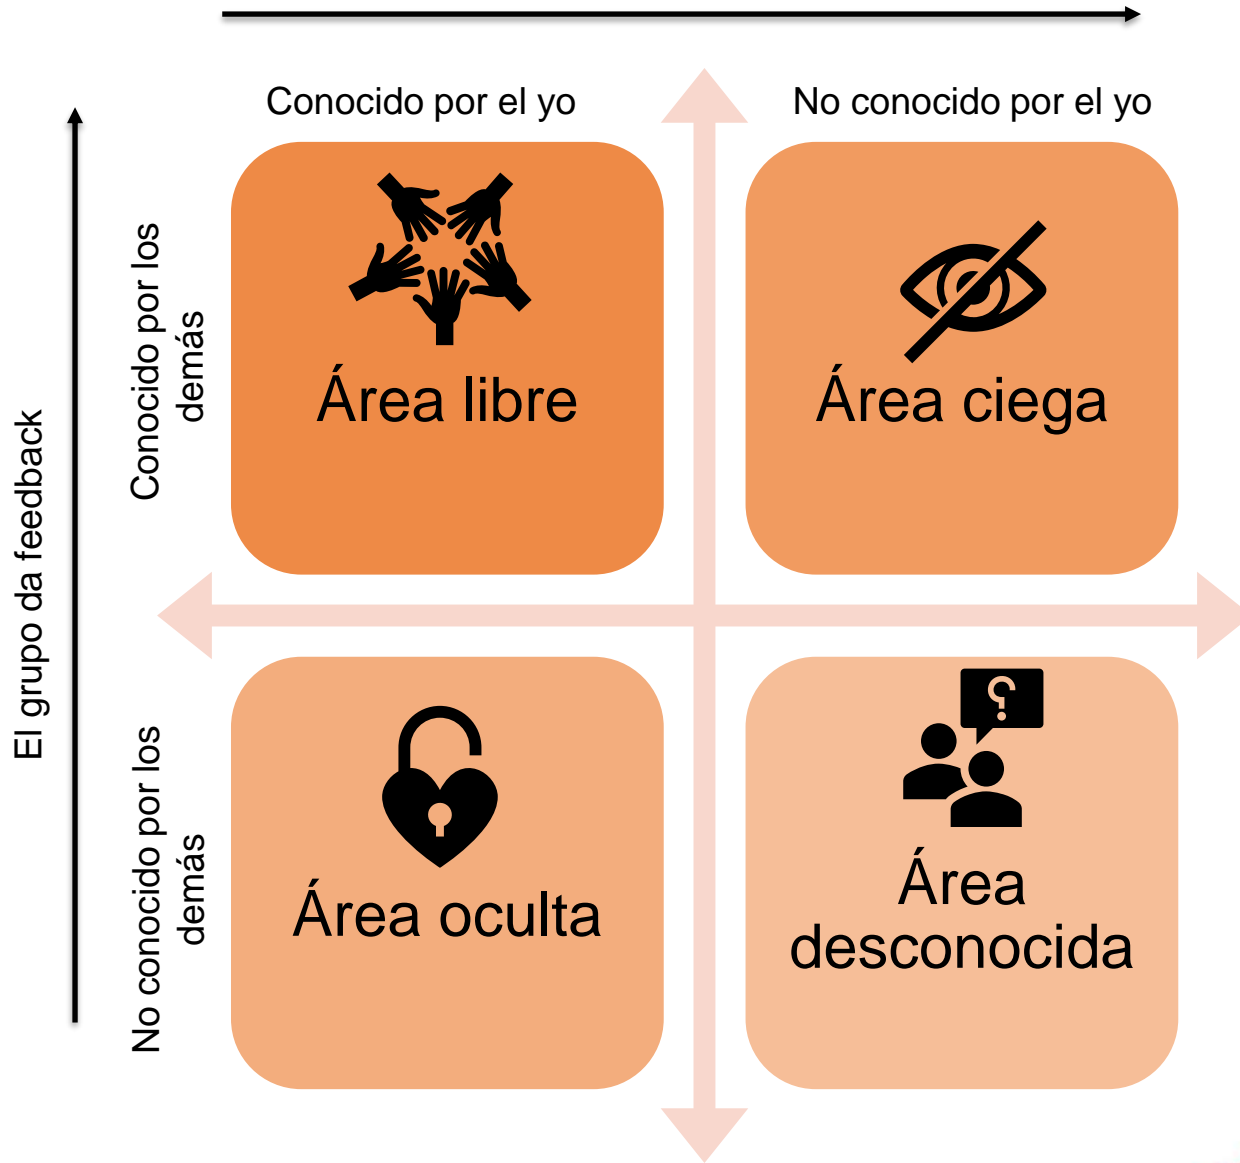 Conocido por el yo
No conocido por el yo
El grupo da feedback
Conocido por los
demás
Área libre
Área ciega
No conocido por los
demás
Área oculta
?
Área
desconocida